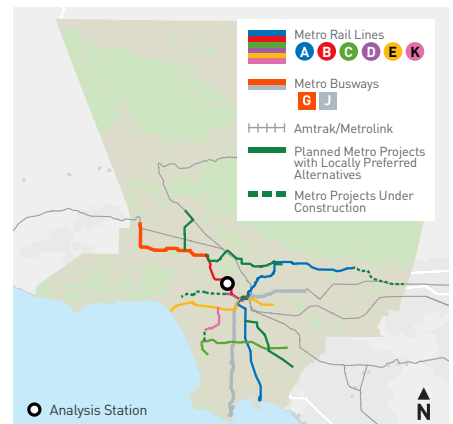 Metro Rail Lines
A B C D E K
Metro Busways
G J
Amtrak/Metrolink
Planned Metro Projects
with Locally Preferred
Alternatives
Metro Projects Under
Construction
Analysis Station
N